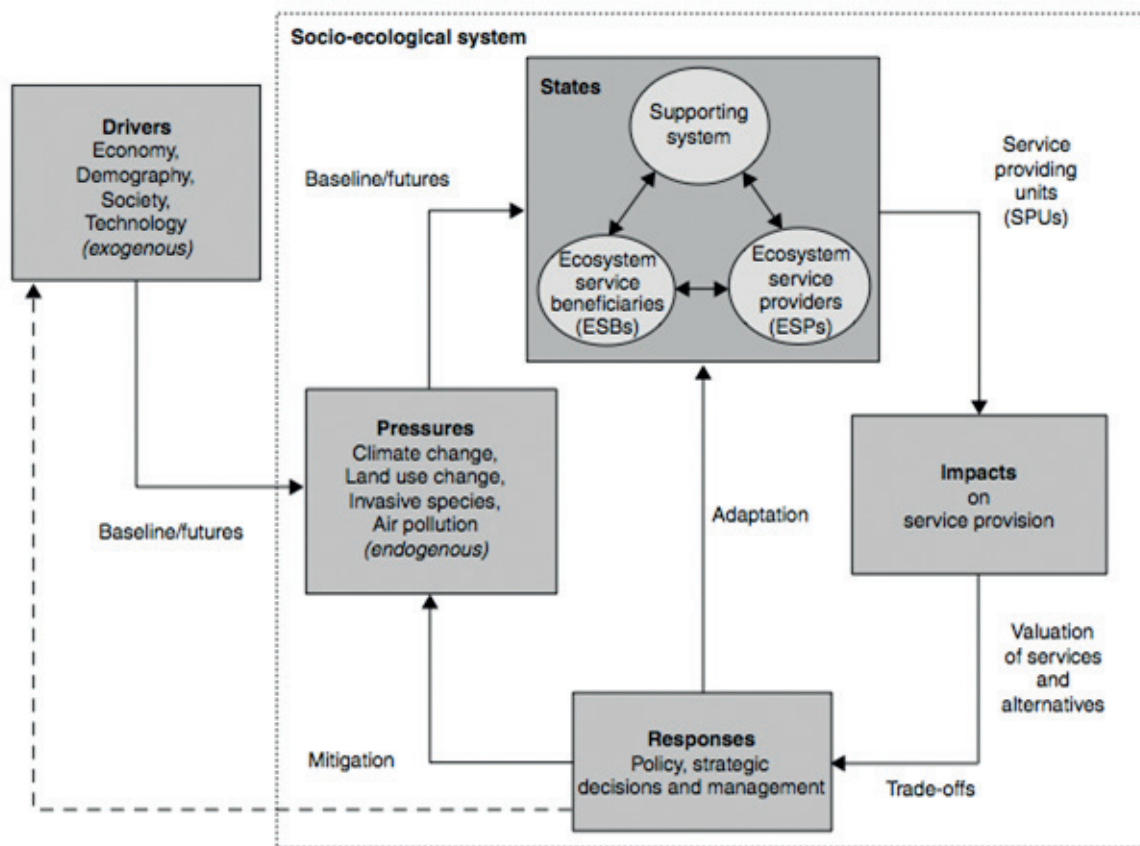 Socio-ecological system
Drivers
Economy,
Demography,
Society,
Technology
(exogenous)
Baseline/futures
States
Supporting
system
Ecosystem
service
beneficiaries
(ESBs)
Ecosystem
service
providers
(ESPs)
Service
providing
units
(SPUs)
Baseline/futures
Pressures
Climate change,
Land use change,
Invasive species,
Air pollution
(endogenous)
Adaptation
Impacts
on
service provision
Valuation
of services
and
alternatives
Mitigation
Responses
Policy, strategic
decisions and management
Trade-offs